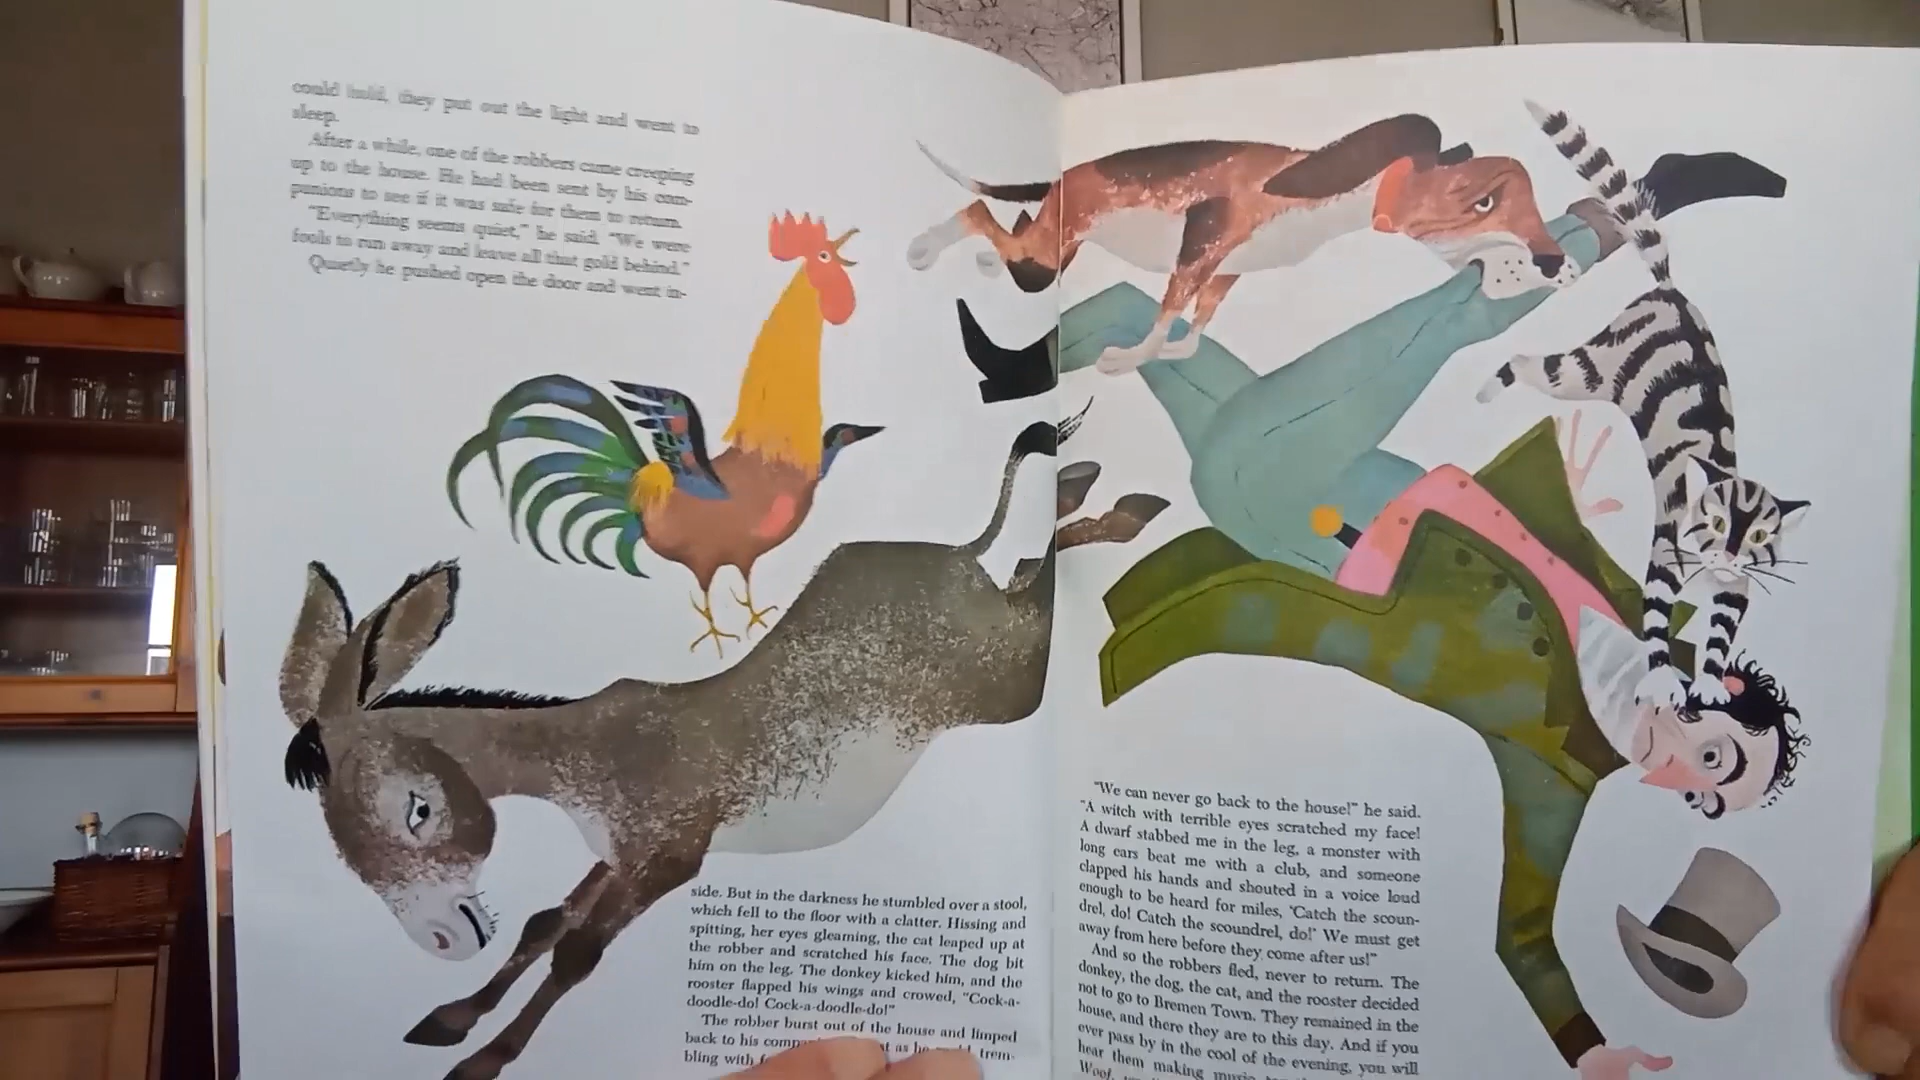 could hold, they put out the light and went to
sleep.
After a while, one of the robbers came creeping
up to the house. He had been sent by his com-
panions to see if it was safe for them to return.
"Everything seems quiet," he said. "We were
fools to run away and leave all that gold behind."
Quietly he pushed open the door and went in-
side. But in the darkness he stumbled over a stool,
which fell to the floor with a clatter. Hissing and
spitting, her eyes gleaming, the cat leaped up at
the robber and scratched his face. The dog bit
him on the leg. The donkey kicked him, and the
rooster flapped his wings and crowed, "Cock-a-
doodle-do! Cock-a-doodle-do!"
The robber burst out of the house and limped
back to his as he trem-
bling with
"We can never go back to the house!" he said.
"A witch with terrible eyes scratched my face!
A dwarf stabbed me in the leg, a monster with
long ears beat me with a club, and someone
clapped his hands and shouted in a voice loud
enough to be heard for miles, 'Catch the scoun-
drel, do! Catch the scoundrel, do!' We must get
away from here before they come after us!"
And so the robbers fled, never to return. The
donkey, the dog, the cat, and the rooster decided
not to go to Bremen Town. They remained in the
house, and there they are to this day. And if you
ever pass by in the cool of the evening, you will
hear them making music
Woof,